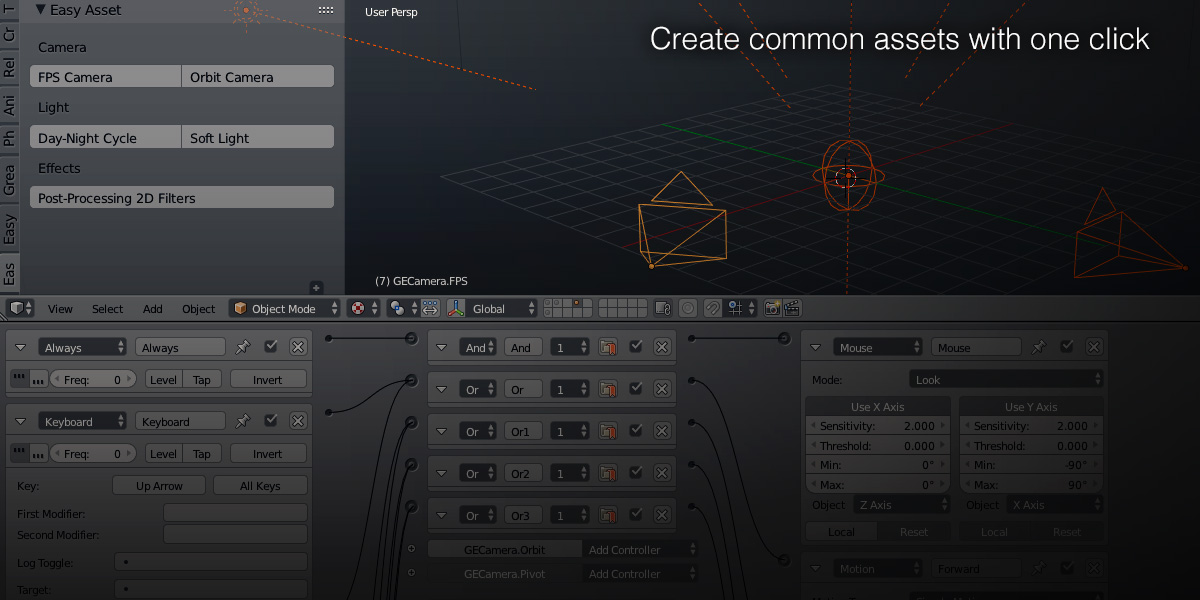 T
Cr
Rel
Ani
Ph
Grea
Easy
Eas
Easy Asset
Camera
FPS Camera Orbit Camera
Light
Day-Night Cycle Soft Light
Effects
Post-Processing 2D Filters
User Persp
Create common assets with one click
(7) GECamera.FPS
View Select Add Object Object Mode Global
Always Always
Freq: 0 Level Tap Invert
Keyboard Keyboard
Freq: 0 Level Tap Invert
Key: Up Arrow All Keys
First Modifier:
Second Modifier:
Log Toggle:
Target:
And And 1
Or Or 1
Or Or1 1
Or Or2 1
Or Or3 1
GECamera.Orbit Add Controller
GECamera.Pivot Add Controller
Mouse Mouse
Mode: Look
Use X Axis Use Y Axis
Sensitivity: 2.000 Sensitivity: 2.000
Threshold: 0.000 Threshold: 0.000
Min: 0° Min: -90°
Max: 0° Max: 90°
Object Z Axis Object X Axis
Local Reset Local Reset
Motion Forward